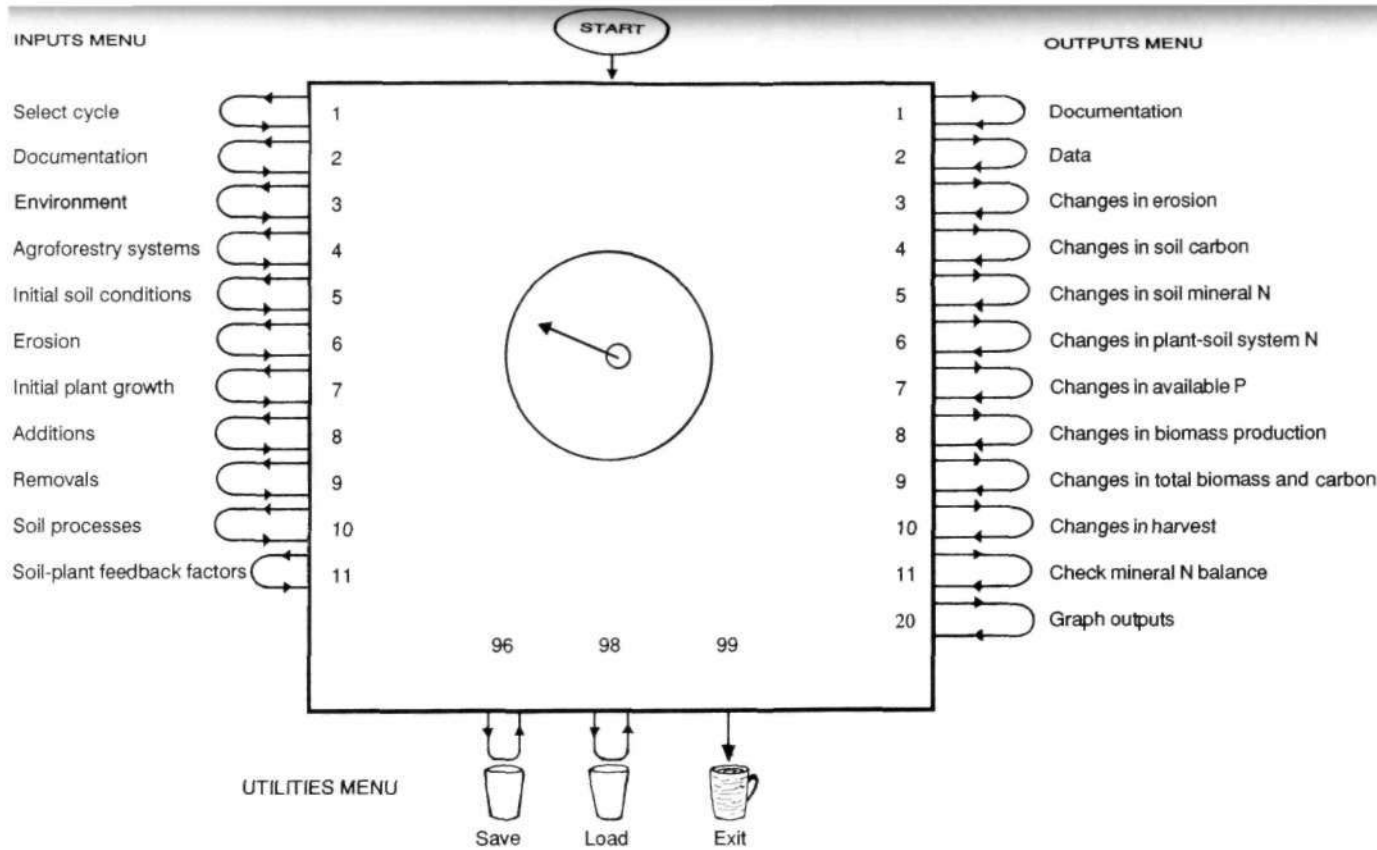 START
INPUTS MENU
OUTPUTS MENU
Select cycle 1
Documentation 2
Environment 3
Agroforestry systems 4
Initial soil conditions 5
Erosion 6
Initial plant growth 7
Additions 8
Removals 9
Soil processes 10
Soil-plant feedback factors 11
1 Documentation
2 Data
3 Changes in erosion
4 Changes in soil carbon
5 Changes in soil mineral N
6 Changes in plant-soil system N
7 Changes in available P
8 Changes in biomass production
9 Changes in total biomass and carbon
10 Changes in harvest
11 Check mineral N balance
20 Graph outputs
96 98 99
UTILITIES MENU
Save Load Exit